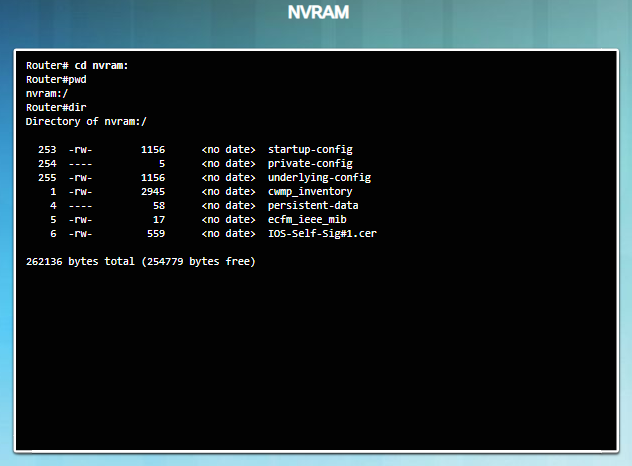 NVRAM
Router# cd nvram:
Router#pwd
nvram:/
Router#dir
Directory of nvram:/
253 -rw- 1156 <no date> startup-config
254 ---- 5 <no date> private-config
255 -rw- 1156 <no date> underlying-config
1 -rw- 2945 <no date> cwmp_inventory
4 ---- 58 <no date> persistent-data
5 -rw- 17 <no date> ecfm_ieee_mib
6 -rw- 559 <no date> IOS-Self-Sig#1.cer
262136 bytes total (254779 bytes free)